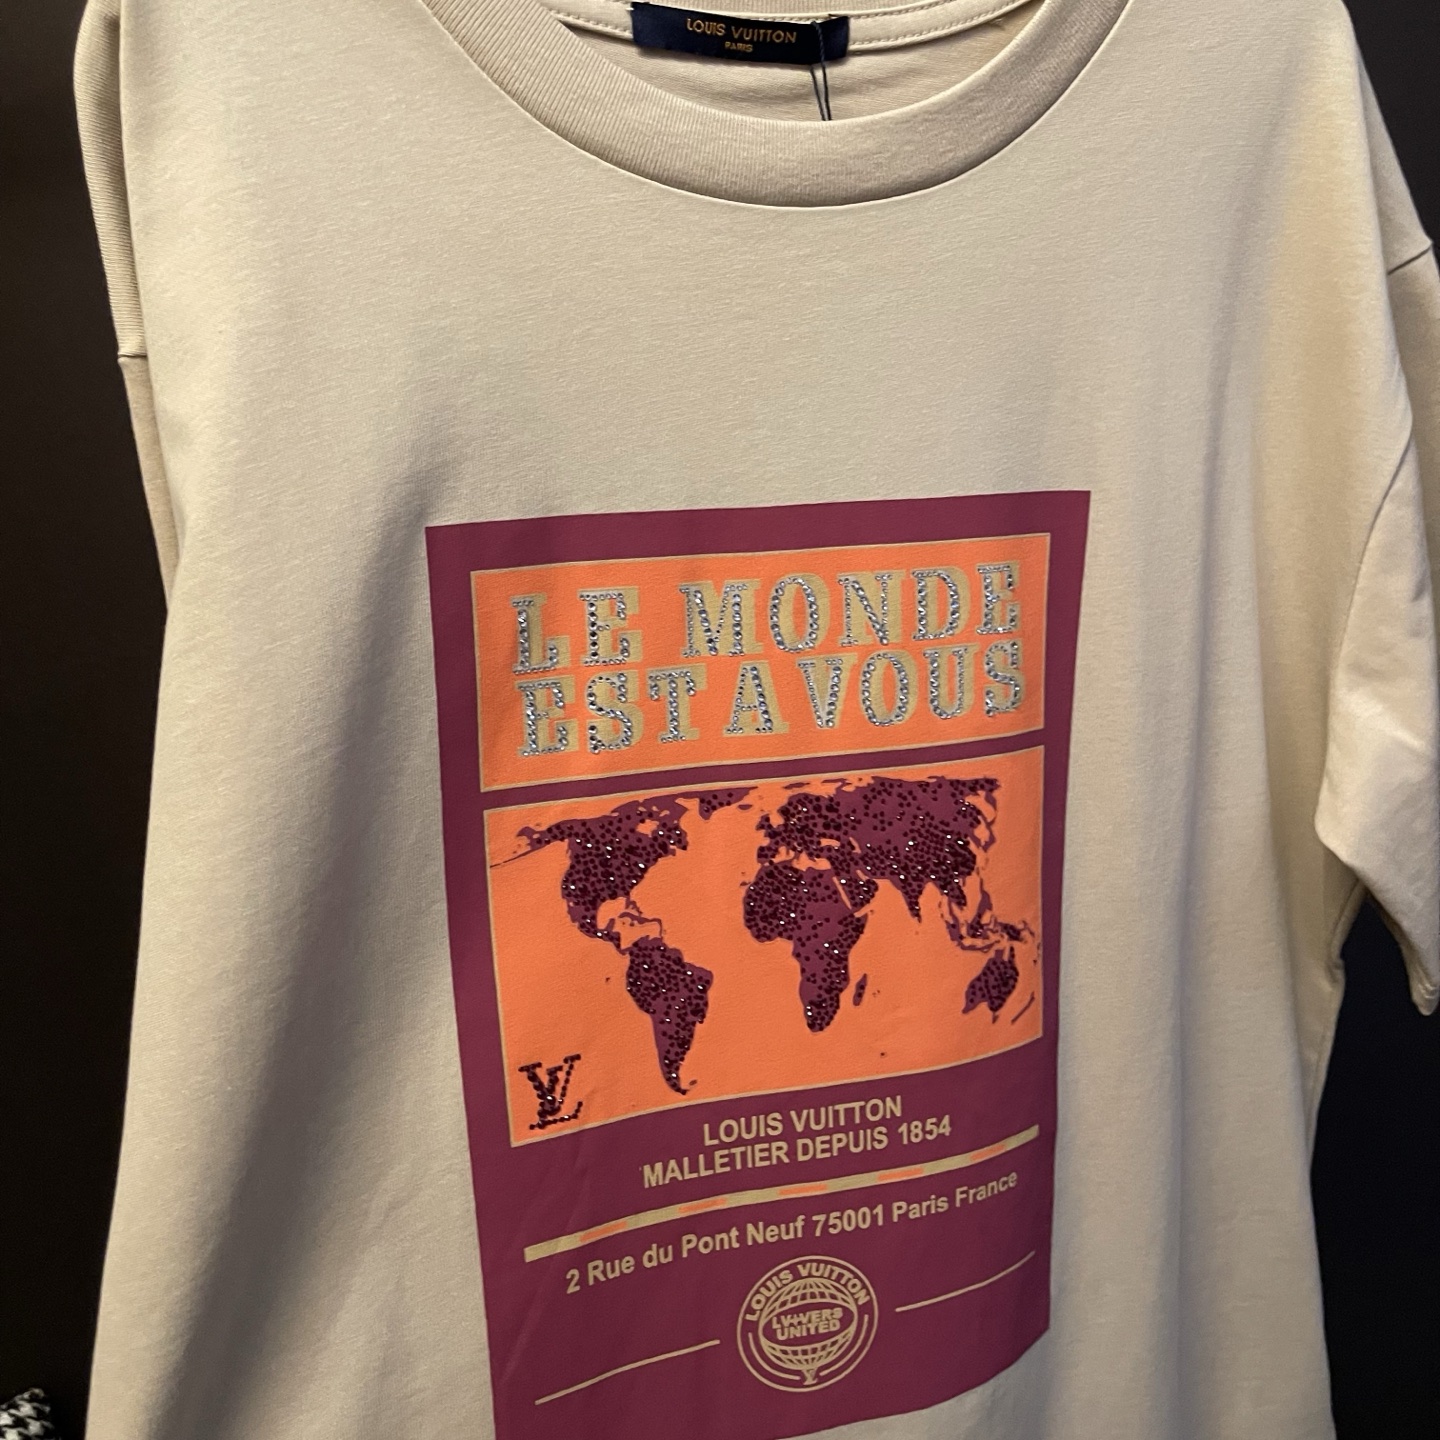 LOUIS VUITTON
PARIS
LE MONDE
EST A VOUS
LV
LOUIS VUITTON
MALLETIER DEPUIS 1854
2 Rue du Pont Neuf 75001 Paris France
LOUIS VUITTON
LV+VERS
UNITED
LV